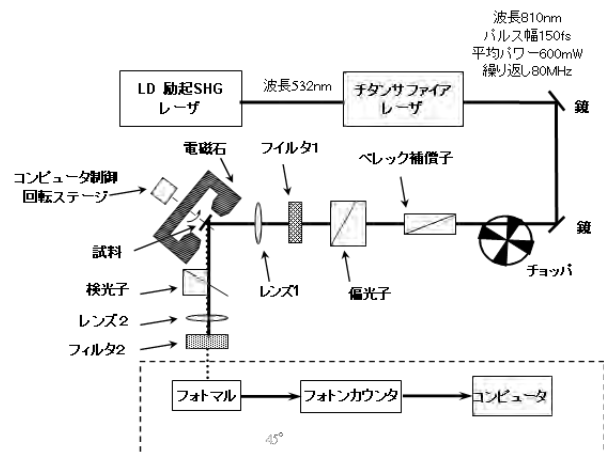 波長810nm
パルス幅150fs
平均パワー600mW
繰り返し80MHz
LD 励起SHG
レーザ
波長532nm
チタンサファイア
レーザ
鏡
電磁石
フイルタ1
ベレック補償子
コンピュータ制御
回転ステージ
鏡
試料
チョッパ
検光子
レンズ1
偏光子
レンズ2
フィルタ2
フォトマル
フォトンカウンタ
コンピュータ
45°